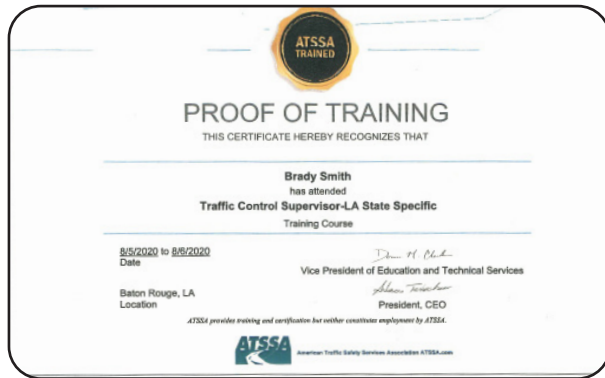 ATSSA
TRAINED
PROOF OF TRAINING
THIS CERTIFICATE HEREBY RECOGNIZES THAT
Brady Smith
has attended
Traffic Control Supervisor-LA State Specific
Training Course
8/5/2020 to 8/6/2020
Date
Vice President of Education and Technical Services
Baton Rouge, LA
Location
President, CEO
ATSSA provides training and certification but neither constitutes employment by ATSSA.
ATSSA
American Traffic Safety Services Association ATSSA.com